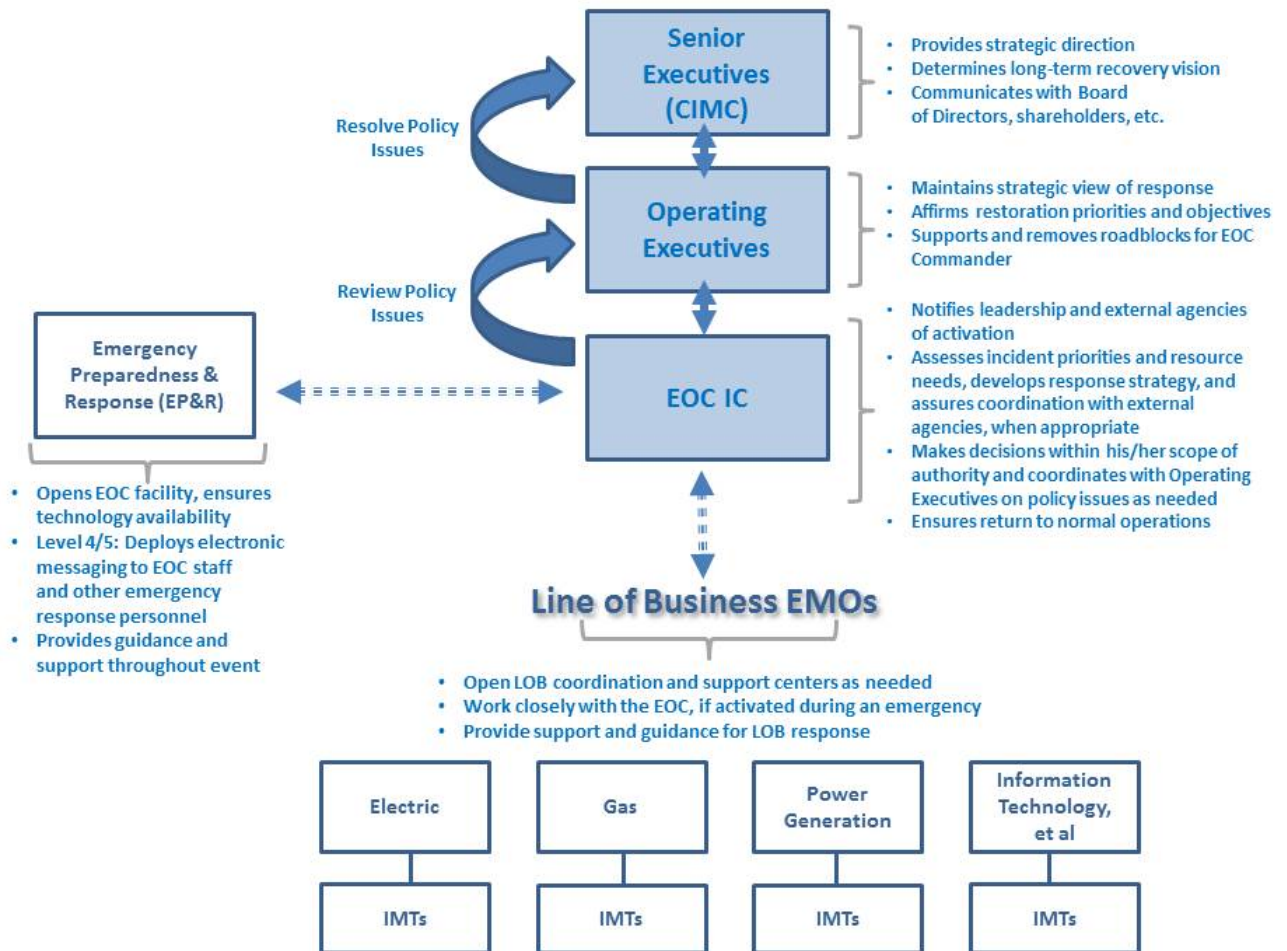 Senior
Executives
(CIMC)
• Provides strategic direction
• Determines long-term recovery vision
• Communicates with Board
of Directors, shareholders, etc.
Resolve Policy
Issues
Operating
Executives
• Maintains strategic view of response
• Affirms restoration priorities and objectives
• Supports and removes roadblocks for EOC
Commander
Review Policy
Issues
EOC IC
• Notifies leadership and external agencies
of activation
• Assesses incident priorities and resource
needs, develops response strategy, and
assures coordination with external
agencies, when appropriate
• Makes decisions within his/her scope of
authority and coordinates with Operating
Executives on policy issues as needed
• Ensures return to normal operations
Emergency
Preparedness &
Response (EP&R)
• Opens EOC facility, ensures
technology availability
• Level 4/5: Deploys electronic
messaging to EOC staff
and other emergency
response personnel
• Provides guidance and
support throughout event
Line of Business EMOs
• Open LOB coordination and support centers as needed
• Work closely with the EOC, if activated during an emergency
• Provide support and guidance for LOB response
Electric
Gas
Power
Generation
Information
Technology,
et al
IMTs
IMTs
IMTs
IMTs